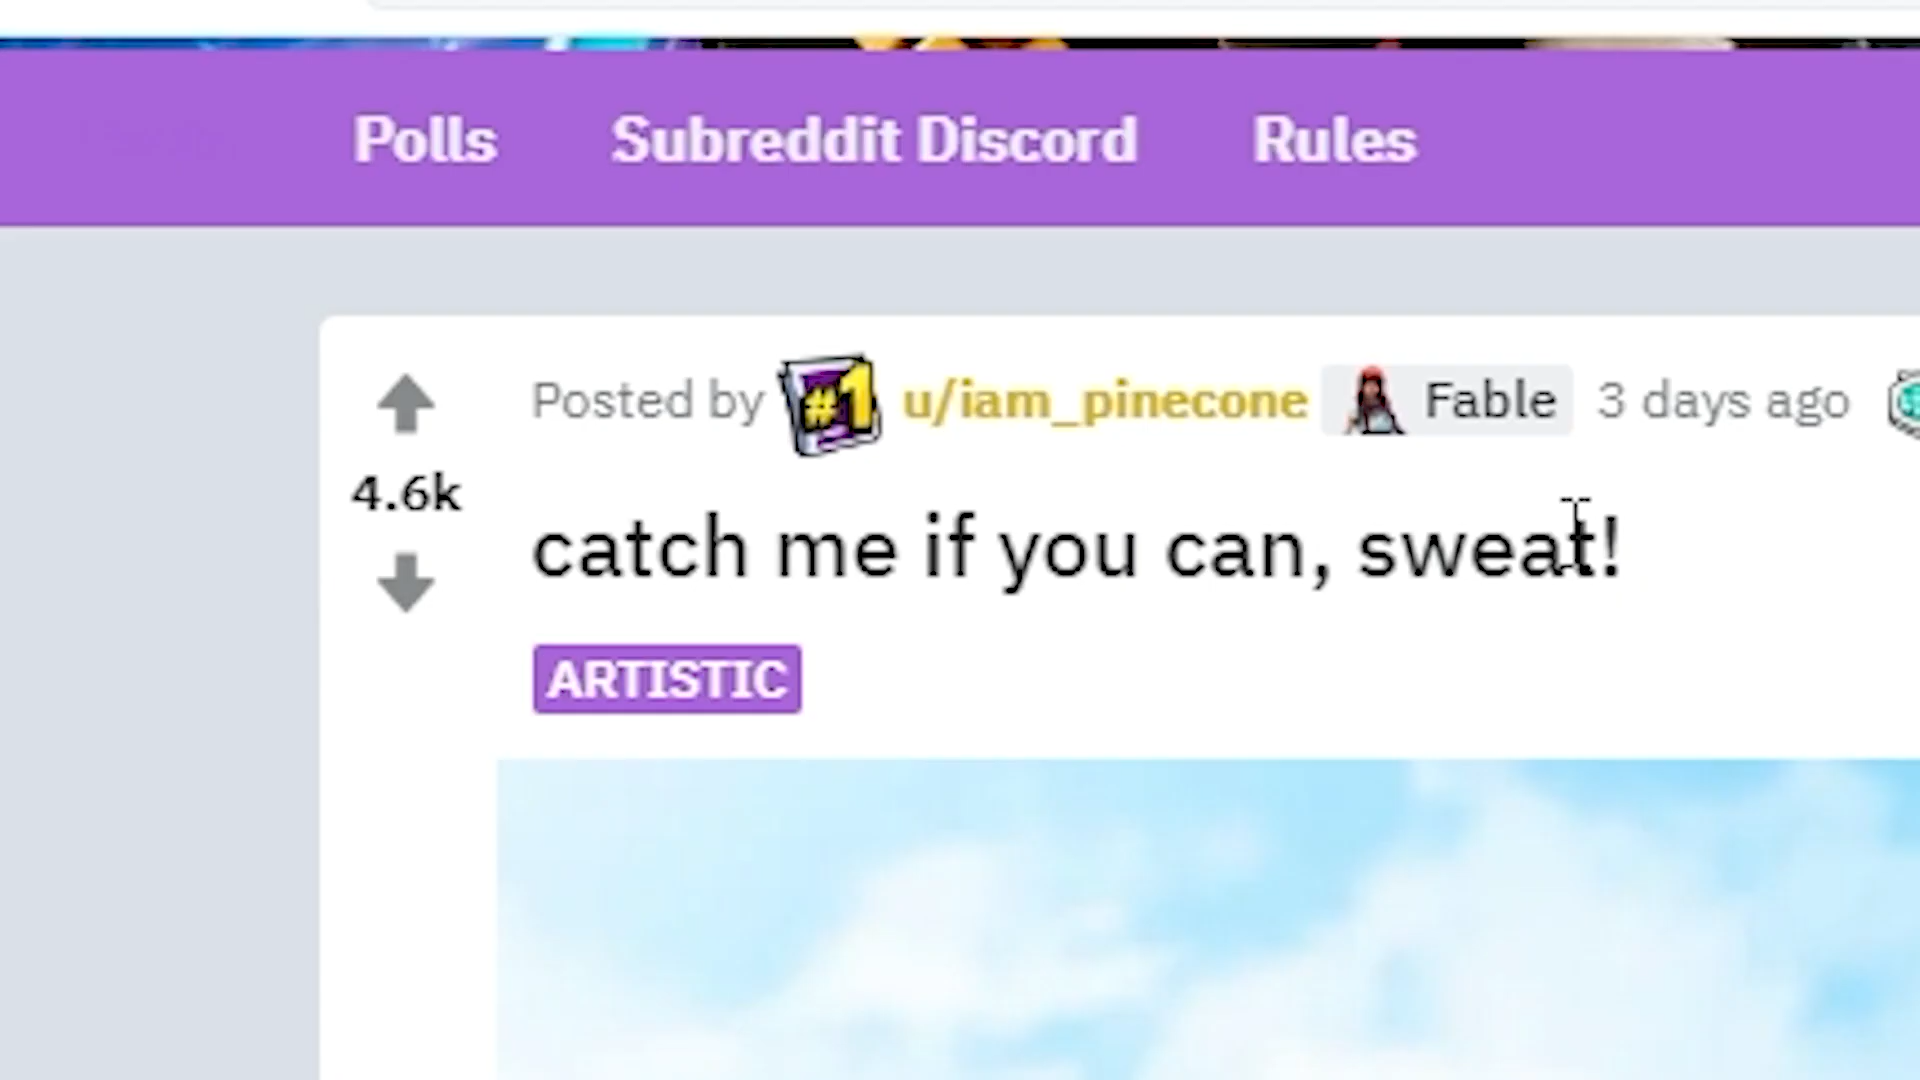 Polls Subreddit Discord Rules
Posted by #1 u/iam_pinecone Fable 3 days ago
4.6k
catch me if you can, sweat!
ARTISTIC